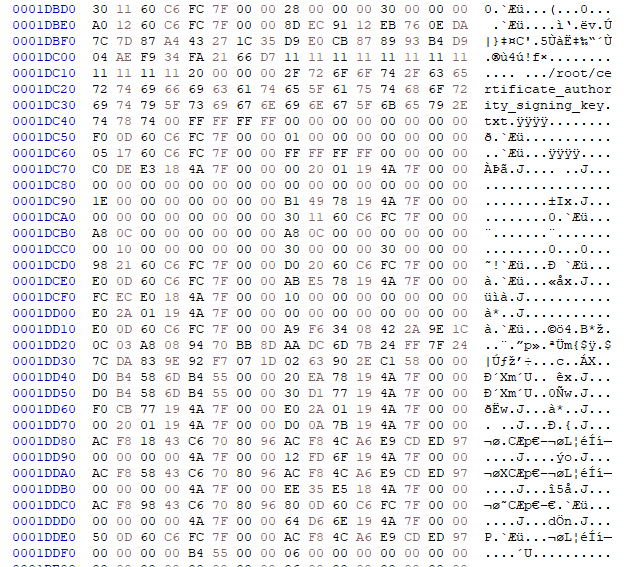 0001DBD0 30 11 60 C6 FC 7F 00 00 28 00 00 00 30 00 00 00 0.`Æü...(...0...
0001DBE0 A0 12 60 C6 FC 7F 00 00 8D EC 91 12 EB 76 0E DA .`Æü....ì'.ëv.Ú
0001DBF0 7C 7D 87 A4 43 27 1C 35 D9 E0 CB 87 89 93 B4 D9 |}‡¤C'.5ÙàË‡‰“´Ù
0001DC00 04 AE F9 34 FA 21 66 D7 11 11 11 11 11 11 11 11 .®ù4ú!f×........
0001DC10 11 11 11 11 20 00 00 00 2F 72 6F 6F 74 2F 63 65 .... .../root/ce
0001DC20 72 74 69 66 69 63 61 74 65 5F 61 75 74 68 6F 72 rtificate_author
0001DC30 69 74 79 5F 73 69 67 6E 69 6E 67 5F 6B 65 79 2E ity_signing_key.
0001DC40 74 78 74 00 FF FF FF FF 00 00 00 00 00 00 00 00 txt.ÿÿÿÿ........
0001DC50 F0 0D 60 C6 FC 7F 00 00 01 00 00 00 00 00 00 00 ð.`Æü...........
0001DC60 05 17 60 C6 FC 7F 00 00 FF FF FF FF 00 00 00 00 ..`Æü...ÿÿÿÿ....
0001DC70 C0 DE E3 18 4A 7F 00 00 00 20 01 19 4A 7F 00 00 ÀÞã.J.... ..J...
0001DC80 00 00 00 00 00 00 00 00 00 00 00 00 00 00 00 00 ................
0001DC90 1E 00 00 00 00 00 00 00 B1 49 78 19 4A 7F 00 00 ........±Ix.J...
0001DCA0 00 00 00 00 00 00 00 00 30 11 60 C6 FC 7F 00 00 ........0.`Æü...
0001DCB0 A8 0C 00 00 00 00 00 00 A8 0C 00 00 00 00 00 00 ¨.......¨.......
0001DCC0 00 10 00 00 00 00 00 00 30 00 00 00 30 00 00 00 ........0...0...
0001DCD0 98 21 60 C6 FC 7F 00 00 D0 20 60 C6 FC 7F 00 00 ˜!`Æü...Ð `Æü...
0001DCE0 E0 0D 60 C6 FC 7F 00 00 AB E5 78 19 4A 7F 00 00 à.`Æü...«åx.J...
0001DCF0 FC EC E0 18 4A 7F 00 00 10 00 00 00 00 00 00 00 üìà.J...........
0001DD00 E0 2A 01 19 4A 7F 00 00 00 00 00 00 00 00 00 00 à*..J...........
0001DD10 E0 0D 60 C6 FC 7F 00 00 A9 F6 34 08 42 2A 9E 1C à.`Æü...©ö4.B*ž.
0001DD20 0C 03 A8 08 94 70 BB 8D AA DC 6D 7B 24 FF 7F 24 ..¨.”p».ªÜm{$ÿ.$
0001DD30 7C DA 83 9E 92 F7 07 1D 02 63 90 2E C1 58 00 00 |Úƒž’÷...c..ÁX..
0001DD40 D0 B4 58 6D B4 55 00 00 20 EA 78 19 4A 7F 00 00 Ð´Xm´U.. êx.J...
0001DD50 D0 B4 58 6D B4 55 00 00 30 D1 77 19 4A 7F 00 00 Ð´Xm´U..0Ñw.J...
0001DD60 F0 CB 77 19 4A 7F 00 00 E0 2A 01 19 4A 7F 00 00 ðËw.J...à*..J...
0001DD70 00 20 01 19 4A 7F 00 00 D0 0A 7B 19 4A 7F 00 00 . ..J...Ð.{.J...
0001DD80 AC F8 18 43 C6 70 80 96 AC F8 4C A6 E9 CD ED 97 ¬ø.CÆp€–¬øL¦éÍí—
0001DD90 00 00 00 00 4A 7F 00 00 12 FD 6F 19 4A 7F 00 00 ....J....ýo.J...
0001DDA0 AC F8 58 43 C6 70 80 96 AC F8 4C A6 E9 CD ED 97 ¬øXCÆp€–¬øL¦éÍí—
0001DDB0 00 00 00 00 4A 7F 00 00 EE 35 E5 18 4A 7F 00 00 ....J...î5å.J...
0001DDC0 AC F8 98 43 C6 70 80 96 80 0D 60 C6 FC 7F 00 00 ¬ø˜CÆp€–€.`Æü...
0001DDD0 00 00 00 00 4A 7F 00 00 64 D6 6E 19 4A 7F 00 00 ....J...dÖn.J...
0001DDE0 50 0D 60 C6 FC 7F 00 00 AC F8 4C A6 E9 CD ED 97 P.`Æü...¬øL¦éÍí—
0001DDF0 00 00 00 00 B4 55 00 00 06 00 00 00 00 00 00 00 ....´U..........